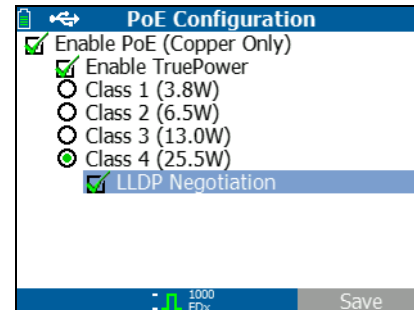 PoE Configuration
Enable PoE (Copper Only)
Enable TruePower
Class 1 (3.8W)
Class 2 (6.5W)
Class 3 (13.0W)
Class 4 (25.5W)
LLDP Negotiation
1000
FDx
Save